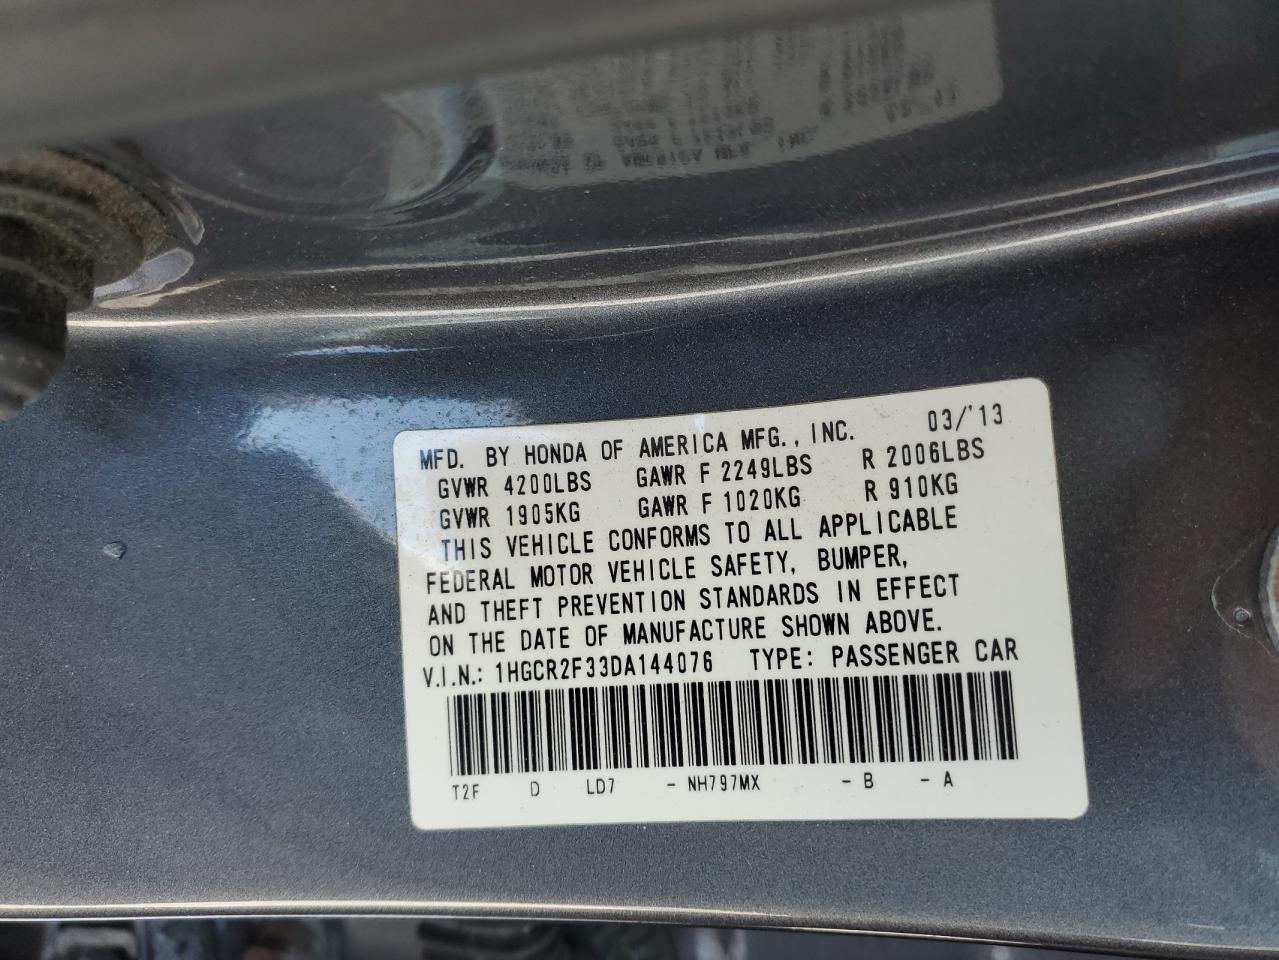 MFD. BY HONDA OF AMERICA MFG., INC. 03/'13
GVWR 4200LBS GAWR F 2249LBS R 2006LBS
GVWR 1905KG GAWR F 1020KG R 910KG
THIS VEHICLE CONFORMS TO ALL APPLICABLE
FEDERAL MOTOR VEHICLE SAFETY, BUMPER,
AND THEFT PREVENTION STANDARDS IN EFFECT
ON THE DATE OF MANUFACTURE SHOWN ABOVE.
V.I.N.: 1HGCR2F33DA144076 TYPE: PASSENGER CAR
T2F D LD7 - NH797MX - B - A